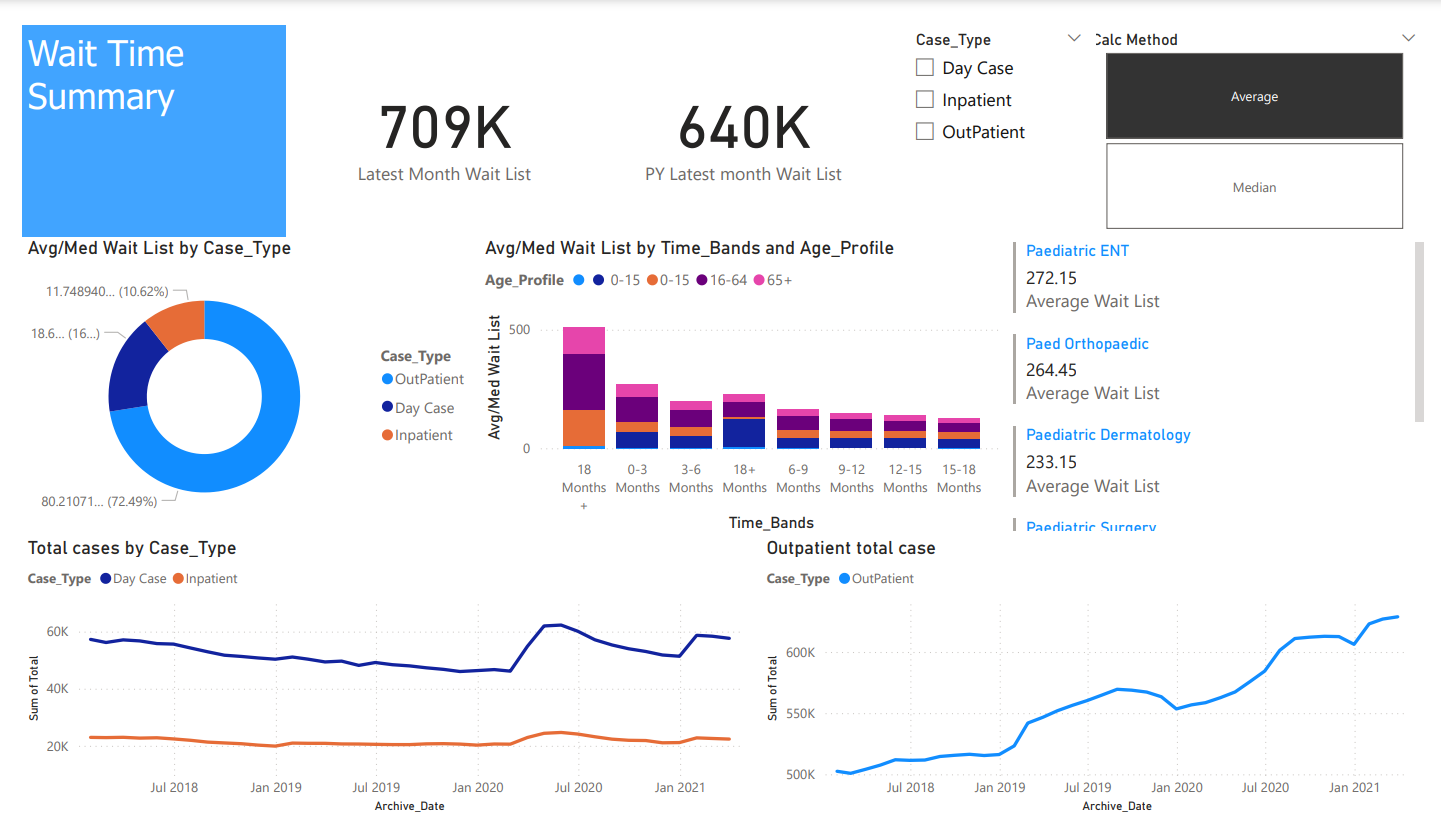 Wait Time
Summary
709K
Latest Month Wait List
640K
PY Latest month Wait List
Case_Type
Day Case
Inpatient
OutPatient
Calc Method
Average
Median
Avg/Med Wait List by Case_Type
11.748940... (10.62%)
18.6... (16...)
80.21071... (72.49%)
Case_Type
OutPatient
Day Case
Inpatient
Avg/Med Wait List by Time_Bands and Age_Profile
Age_Profile 0-15 0-15 16-64 65+
Avg/Med Wait List
500
0
18 Months +
0-3 Months
3-6 Months
18+ Months
6-9 Months
9-12 Months
12-15 Months
15-18 Months
Time_Bands
Paediatric ENT
272.15
Average Wait List
Paed Orthopaedic
264.45
Average Wait List
Paediatric Dermatology
233.15
Average Wait List
Paediatric Surgery
Total cases by Case_Type
Case_Type Day Case Inpatient
Sum of Total
60K
40K
20K
Jul 2018 Jan 2019 Jul 2019 Jan 2020 Jul 2020 Jan 2021
Archive_Date
Outpatient total case
Case_Type OutPatient
Sum of Total
600K
550K
500K
Jul 2018 Jan 2019 Jul 2019 Jan 2020 Jul 2020 Jan 2021
Archive_Date